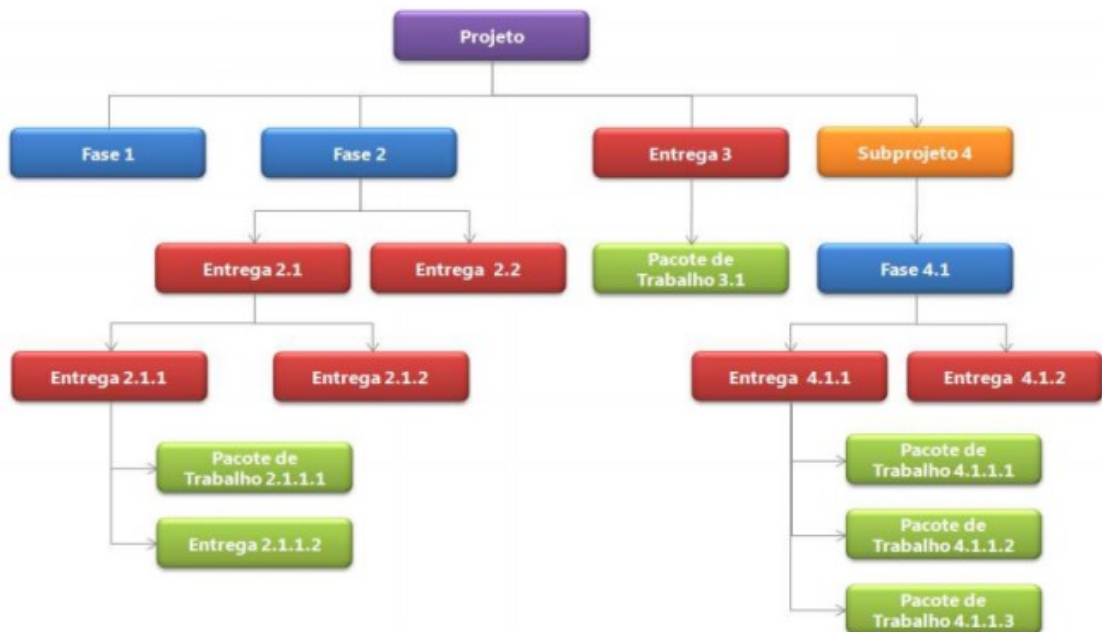 Projeto
Fase 1
Fase 2
Entrega 3
Subprojeto 4
Entrega 2.1
Entrega 2.2
Pacote de
Trabalho 3.1
Fase 4.1
Entrega 2.1.1
Entrega 2.1.2
Entrega 4.1.1
Entrega 4.1.2
Pacote de
Trabalho 2.1.1.1
Entrega 2.1.1.2
Pacote de
Trabalho 4.1.1.1
Pacote de
Trabalho 4.1.1.2
Pacote de
Trabalho 4.1.1.3